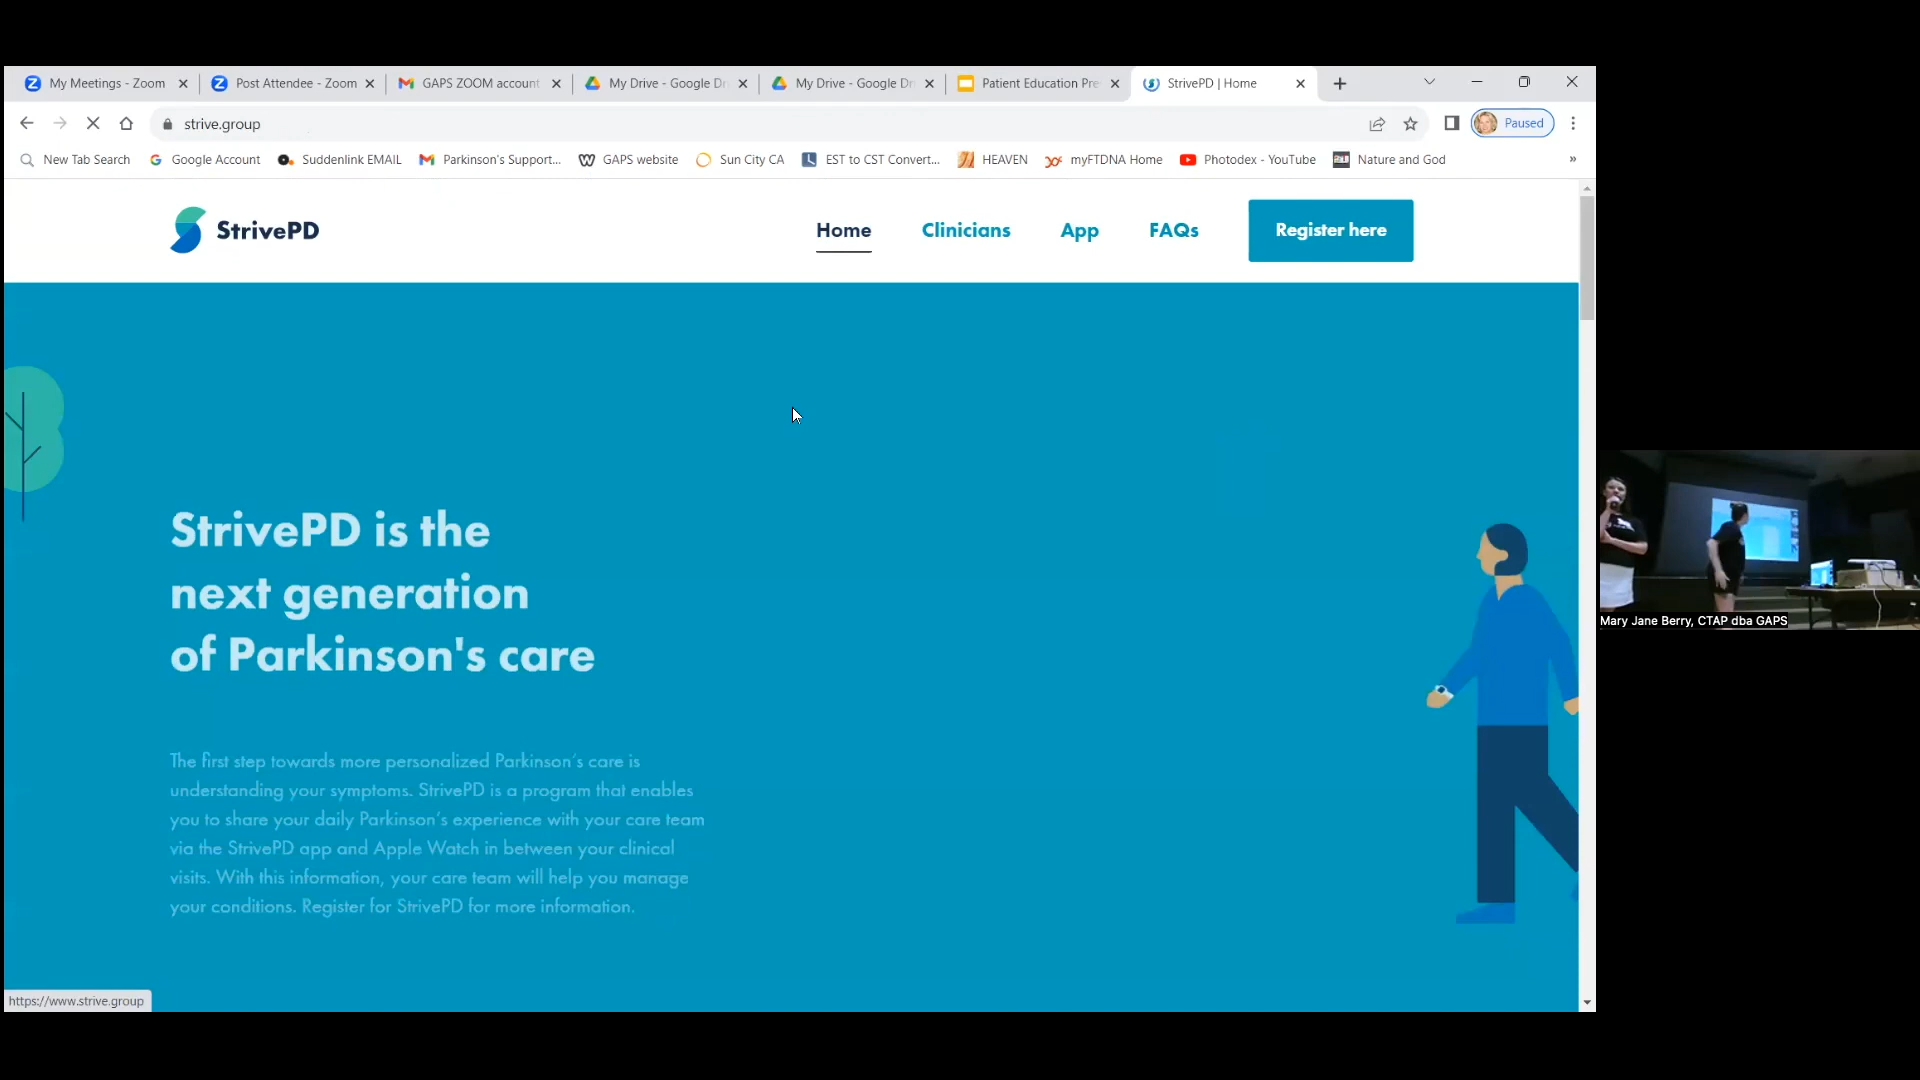 My Meetings - Zoom
Post Attendee - Zoom
GAPS ZOOM account
My Drive - Google Dr
My Drive - Google Dr
Patient Education Pre
StrivePD | Home
strive.group
Paused
New Tab Search
Google Account
Suddenlink EMAIL
Parkinson's Support...
GAPS website
Sun City CA
EST to CST Convert...
HEAVEN
myFTDNA Home
Photodex - YouTube
Nature and God
»
StrivePD
Home
Clinicians
App
FAQs
Register here
StrivePD is the
next generation
of Parkinson's care
The first step towards more personalized Parkinson's care is
understanding your symptoms. StrivePD is a program that enables
you to share your daily Parkinson's experience with your care team
via the StrivePD app and Apple Watch in between your clinical
visits. With this information, your care team will help you manage
your conditions. Register for StrivePD for more information.
https://www.strive.group
Mary Jane Berry, CTAP dba GAPS